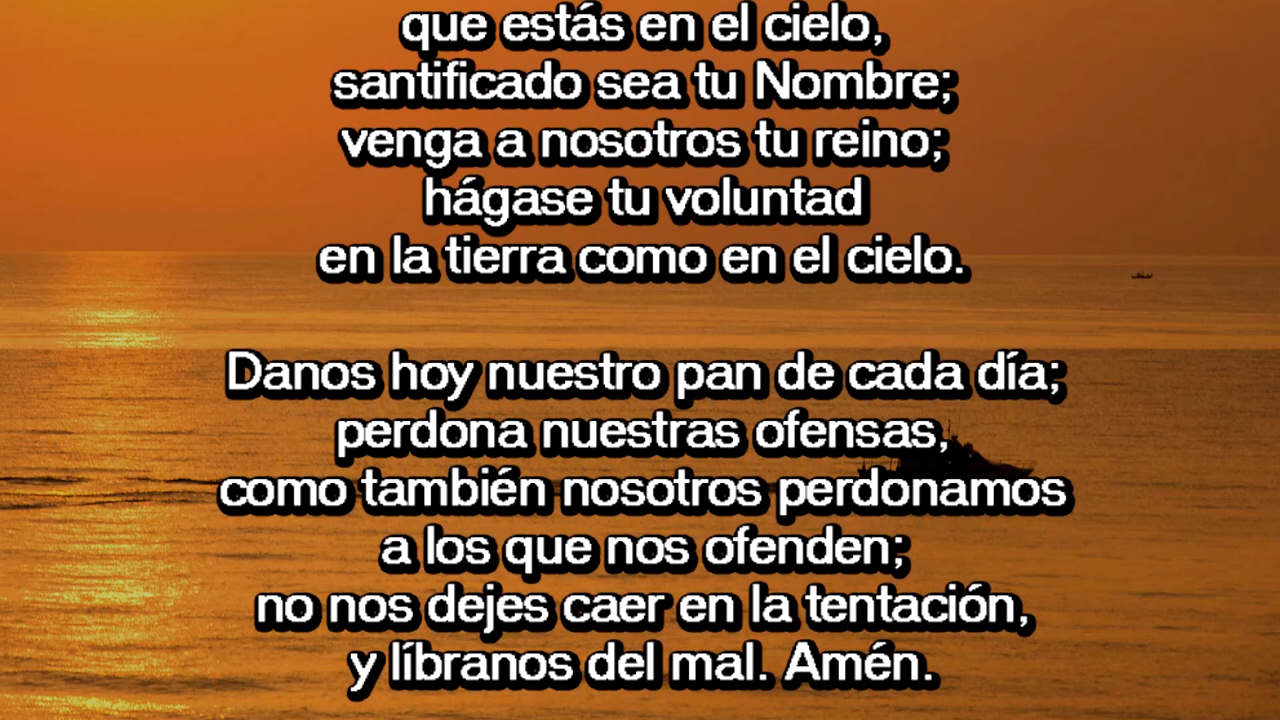 que estás en el cielo,
santificado sea tu Nombre;
venga a nosotros tu reino;
hágase tu voluntad
en la tierra como en el cielo.
Danos hoy nuestro pan de cada día;
perdona nuestras ofensas,
como también nosotros perdonamos
a los que nos ofenden;
no nos dejes caer en la tentación,
y líbranos del mal. Amén.